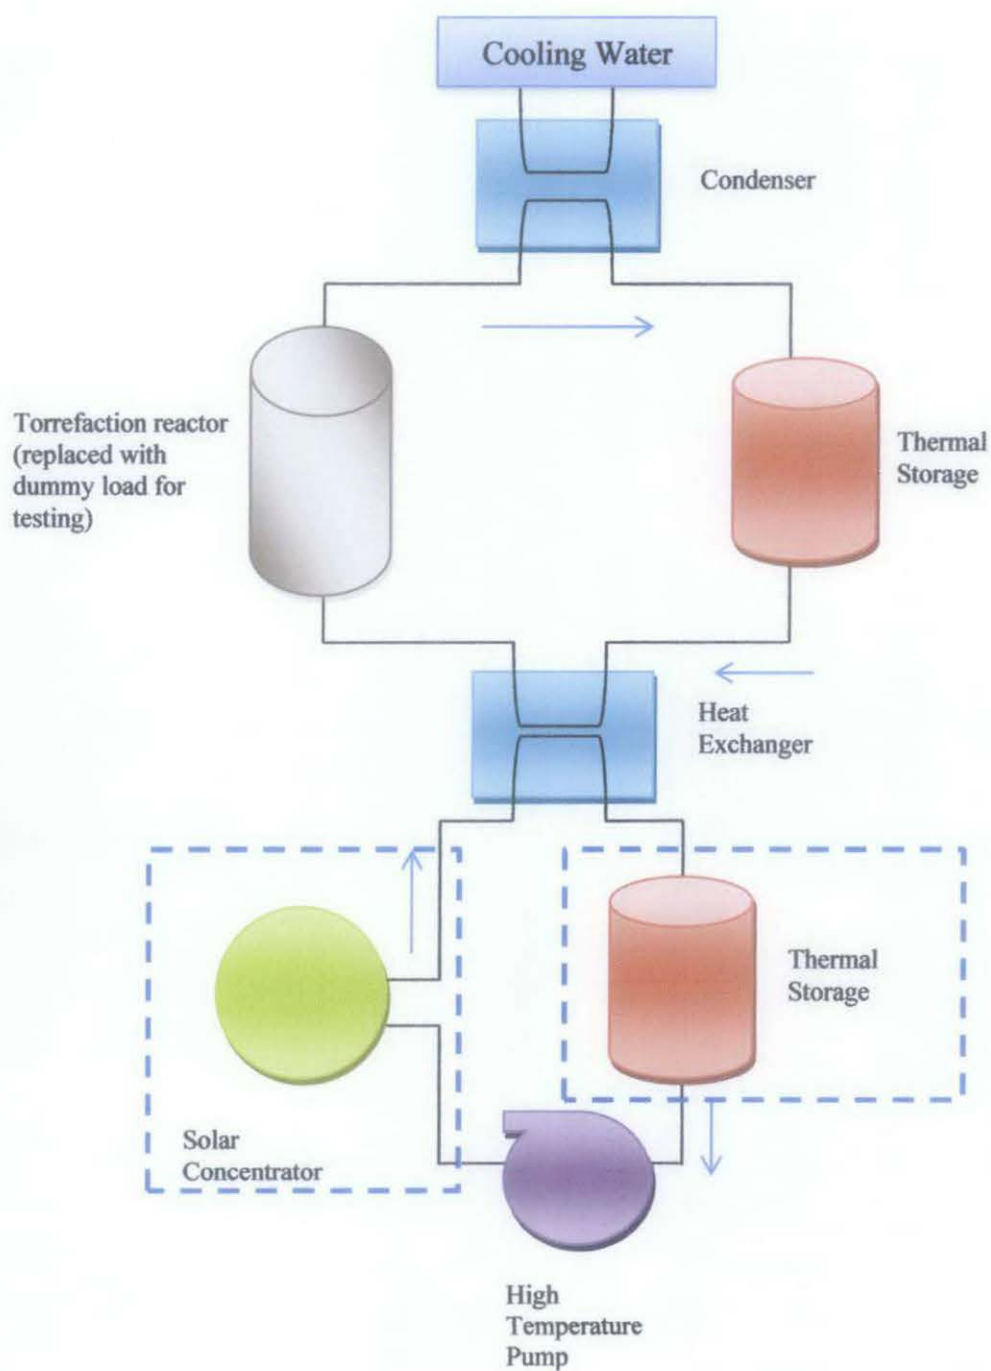 Cooling Water
Condenser
Torrefaction reactor
(replaced with
dummy load for
testing)
Thermal
Storage
Heat
Exchanger
Thermal
Storage
Solar
Concentrator
High
Temperature
Pump